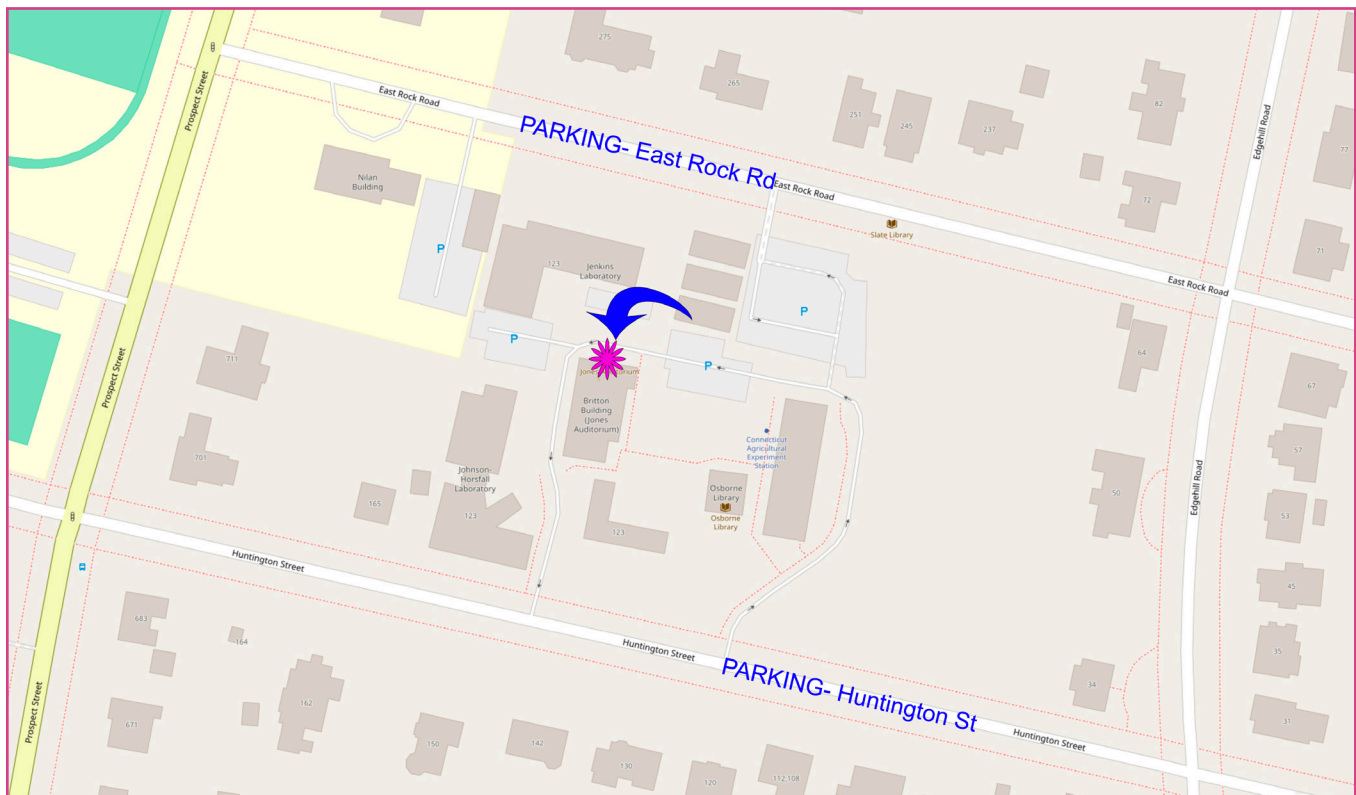 275
265
251
245
237
82
77
Prospect Street
East Rock Road
PARKING- East Rock Rd
East Rock Road
Edgehill Road
Nilan
Building
72
Slate Library
71
P
123
Jenkins
Laboratory
East Rock Road
P
P
P
711
64
67
Jones
Britton
Building
(Jones
Auditorium)
Prospect Street
Connecticut
Agricultural
Experiment
Station
57
701
Johnson-
Horsfall
Laboratory
165
123
Osborne
Library
Osborne
Library
50
Edgehill Road
53
123
Huntington Street
45
683
164
Huntington Street
35
PARKING- Huntington St
34
Prospect Street
671
162
150
142
130
120
112;108
Huntington Street
31